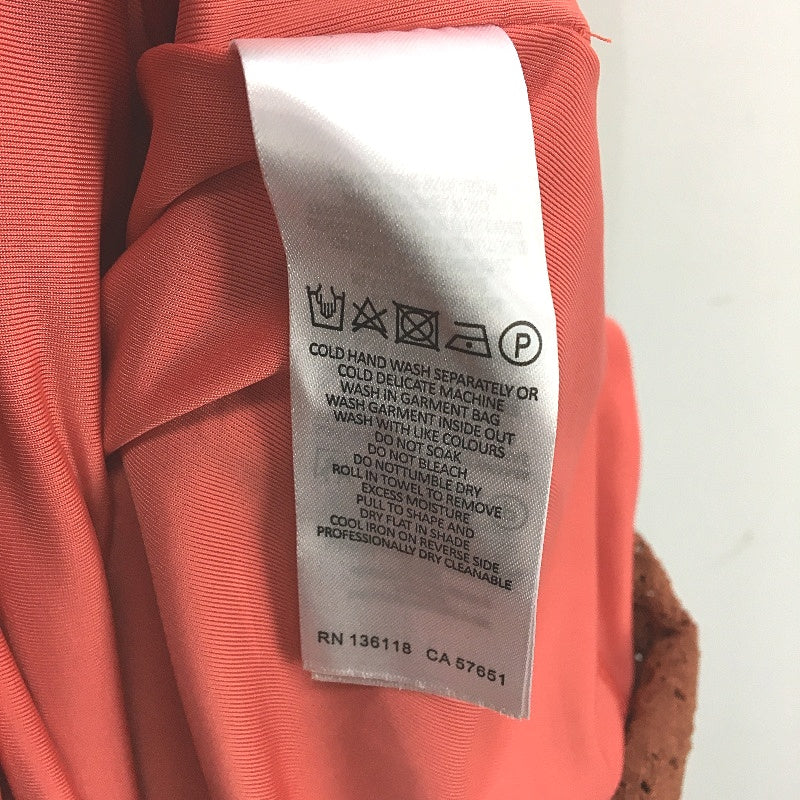 P
COLD HAND WASH SEPARATELY OR
COLD DELICATE MACHINE
WASH IN GARMENT BAG
WASH GARMENT INSIDE OUT
WASH WITH LIKE COLOURS
DO NOT SOAK
DO NOT BLEACH
DO NOTTUMBLE DRY
ROLL IN TOWEL TO REMOVE
EXCESS MOISTURE
PULL TO SHAPE AND
DRY FLAT IN SHADE
COOL IRON ON REVERSE SIDE
PROFESSIONALLY DRY CLEANABLE
RN 136118 CA 57651